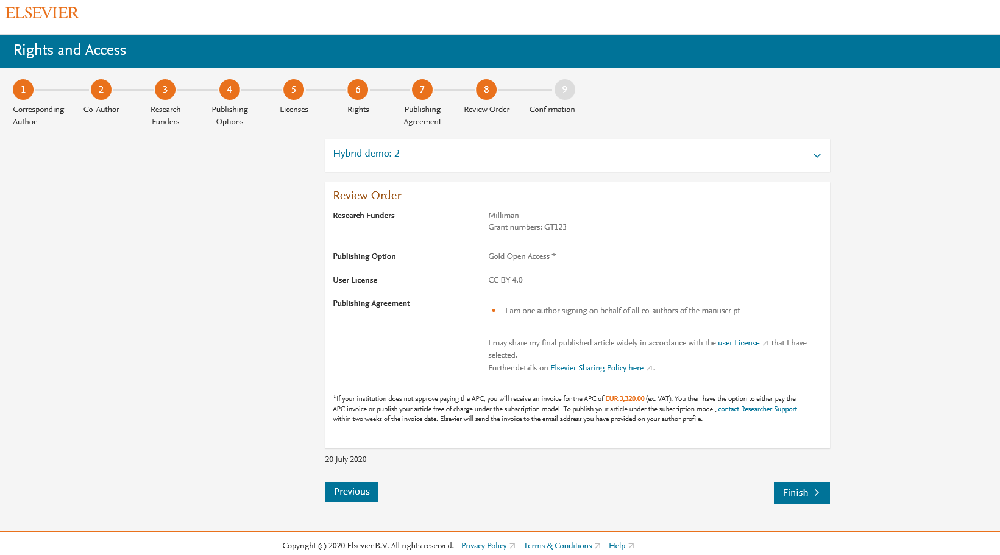 ELSEVIER
Rights and Access
1 2 3 4 5 6 7 8 9
Corresponding Author
Co-Author
Research Funders
Publishing Options
Licenses
Rights
Publishing Agreement
Review Order
Confirmation
Hybrid demo: 2
Review Order
Research Funders
Milliman
Grant numbers: GT123
Publishing Option
Gold Open Access *
User License
CC BY 4.0
Publishing Agreement
• I am one author signing on behalf of all co-authors of the manuscript
I may share my final published article widely in accordance with the user License that I have
selected.
Further details on Elsevier Sharing Policy here .
*If your institution does not approve paying the APC, you will receive an invoice for the APC of EUR 3,320.00 (ex. VAT). You then have the option to either pay the
APC invoice or publish your article free of charge under the subscription model. To publish your article under the subscription model, contact Researcher Support
within two weeks of the invoice date. Elsevier will send the invoice to the email address you have provided on your author profile.
20 July 2020
Previous
Finish
Copyright © 2020 Elsevier B.V. All rights reserved. Privacy Policy Terms & Conditions Help